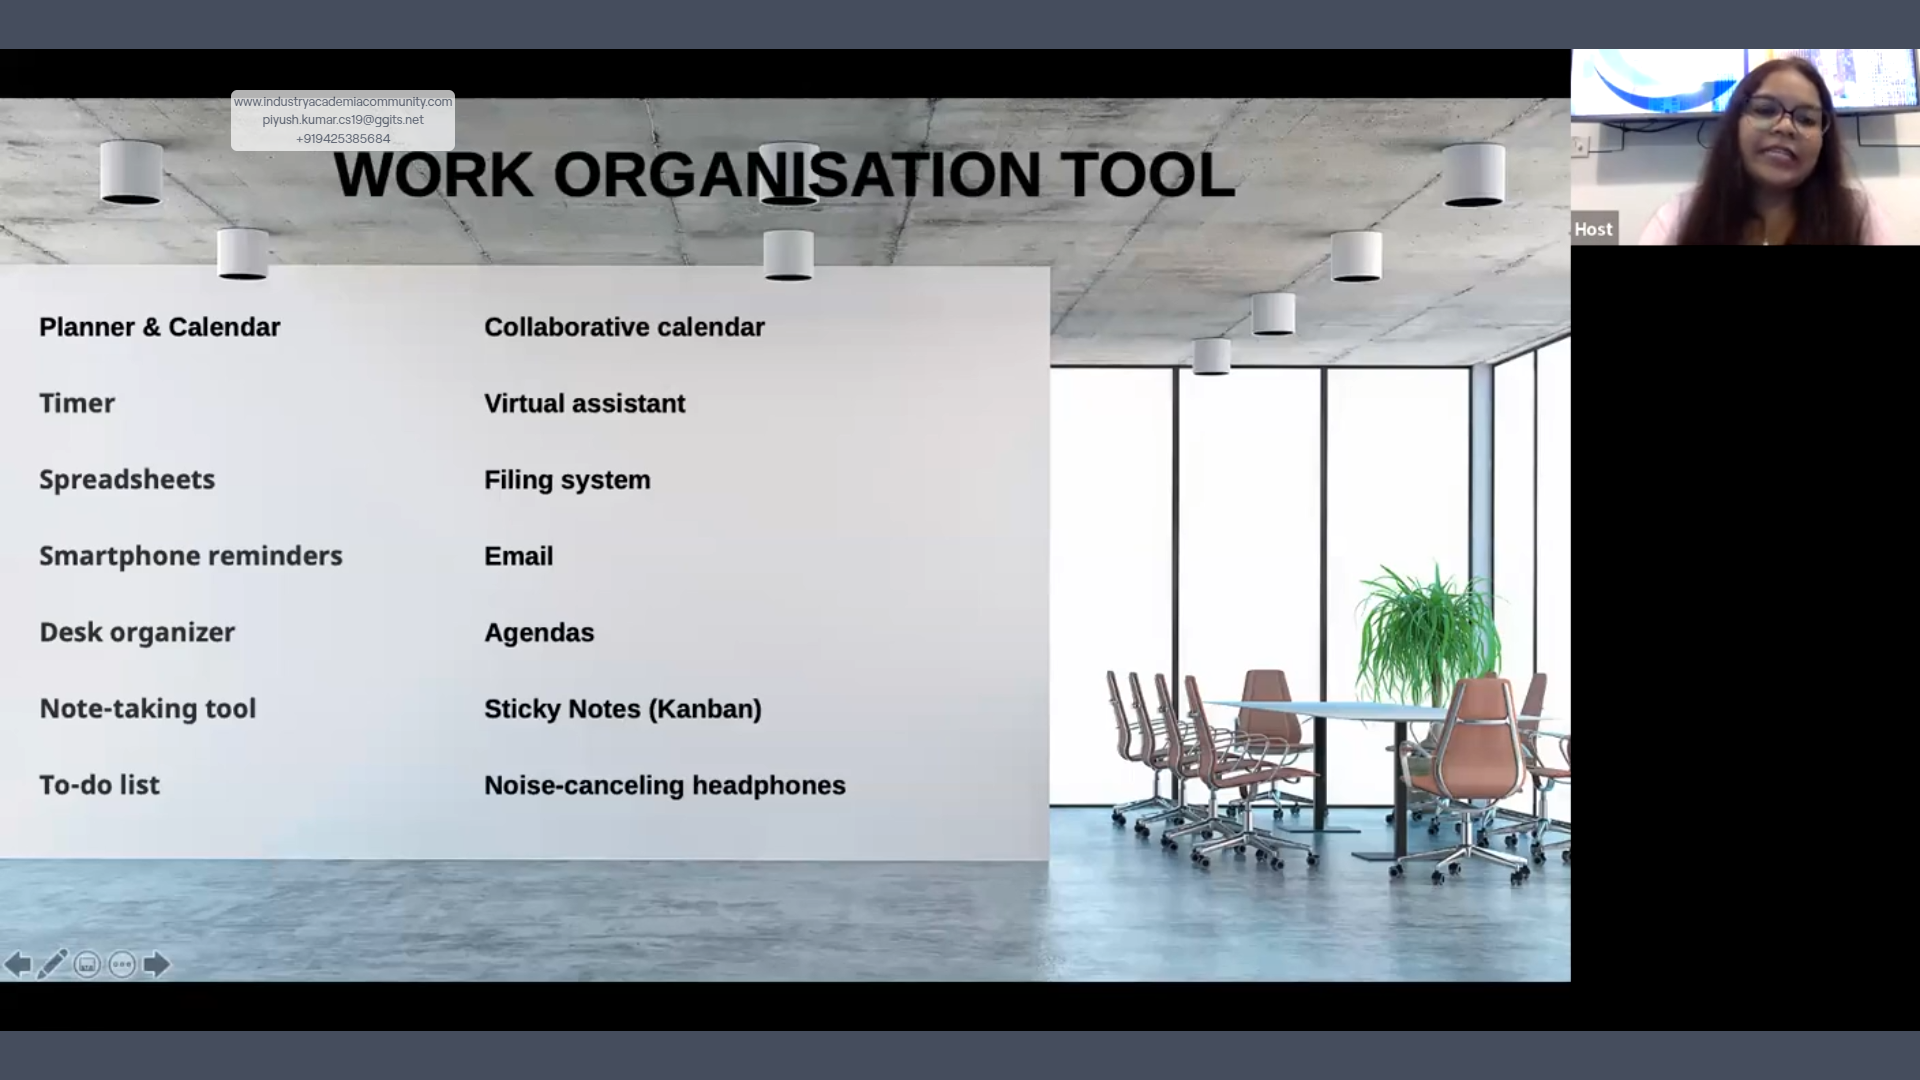 www.industryacademiacommunity.com
piyush.kumar.cs19@ggits.net
+919425385684
WORK ORGANISATION TOOL
Planner & Calendar
Timer
Spreadsheets
Smartphone reminders
Desk organizer
Note-taking tool
To-do list
Collaborative calendar
Virtual assistant
Filing system
Email
Agendas
Sticky Notes (Kanban)
Noise-canceling headphones
Host